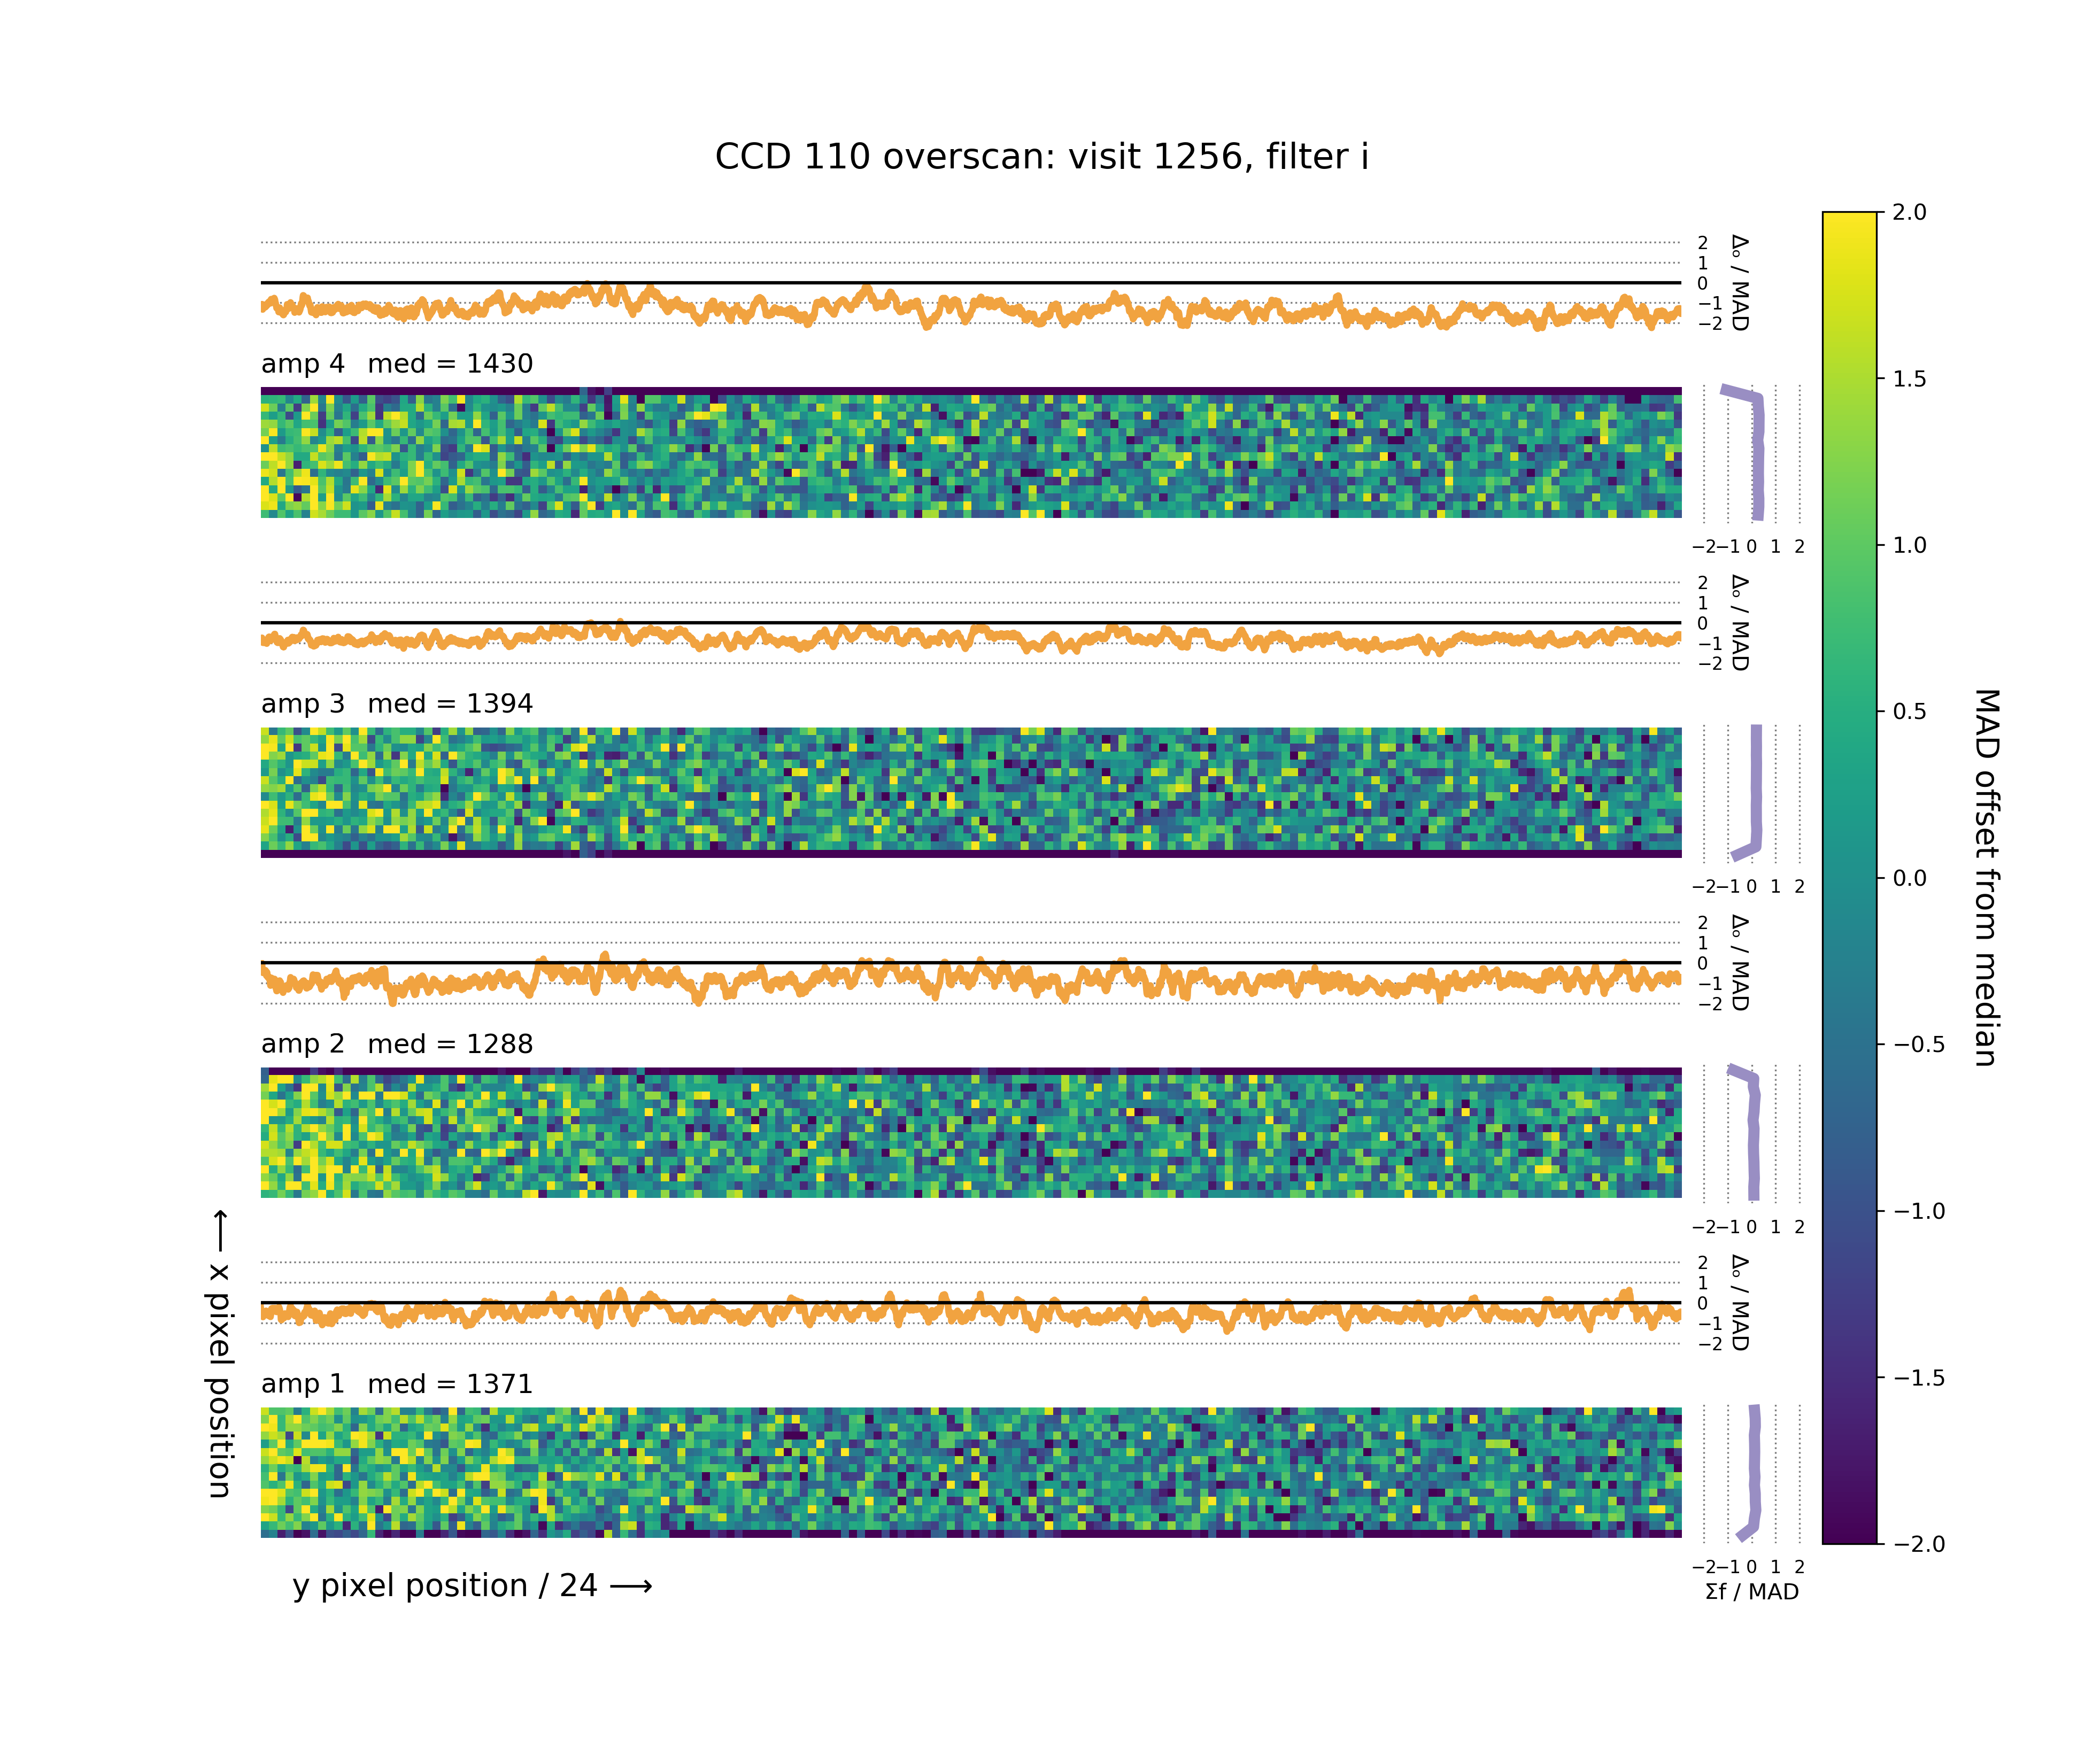 CCD 110 overscan: visit 1256, filter i
2
1
0
−1
−2
Δₒ / MAD
amp 4 med = 1430
−2 −1 0 1 2
2
1
0
−1
−2
Δₒ / MAD
amp 3 med = 1394
−2 −1 0 1 2
2
1
0
−1
−2
Δₒ / MAD
amp 2 med = 1288
−2 −1 0 1 2
2
1
0
−1
−2
Δₒ / MAD
amp 1 med = 1371
−2 −1 0 1 2
Σf / MAD
y pixel position / 24 ⟶
⟵ x pixel position
2.0
1.5
1.0
0.5
0.0
−0.5
−1.0
−1.5
−2.0
MAD offset from median